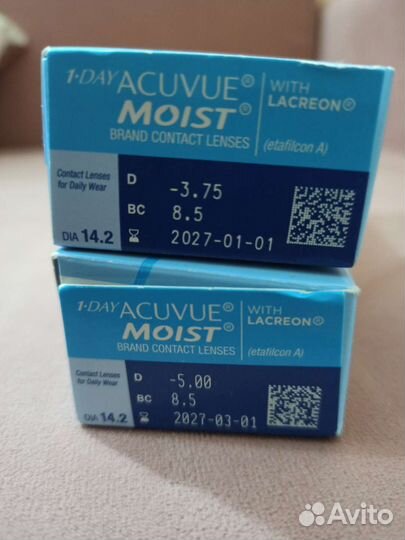 1·DAY ACUVUE® WITH
MOIST® LACREON®
BRAND CONTACT LENSES (etafilcon A)
Contact Lenses
for Daily Wear
DIA 14.2
D -3.75
BC 8.5
2027-01-01
1·DAY ACUVUE® WITH
MOIST® LACREON®
BRAND CONTACT LENSES (etafilcon A)
Contact Lenses
for Daily Wear
DIA 14.2
D -5.00
BC 8.5
2027-03-01
Avito